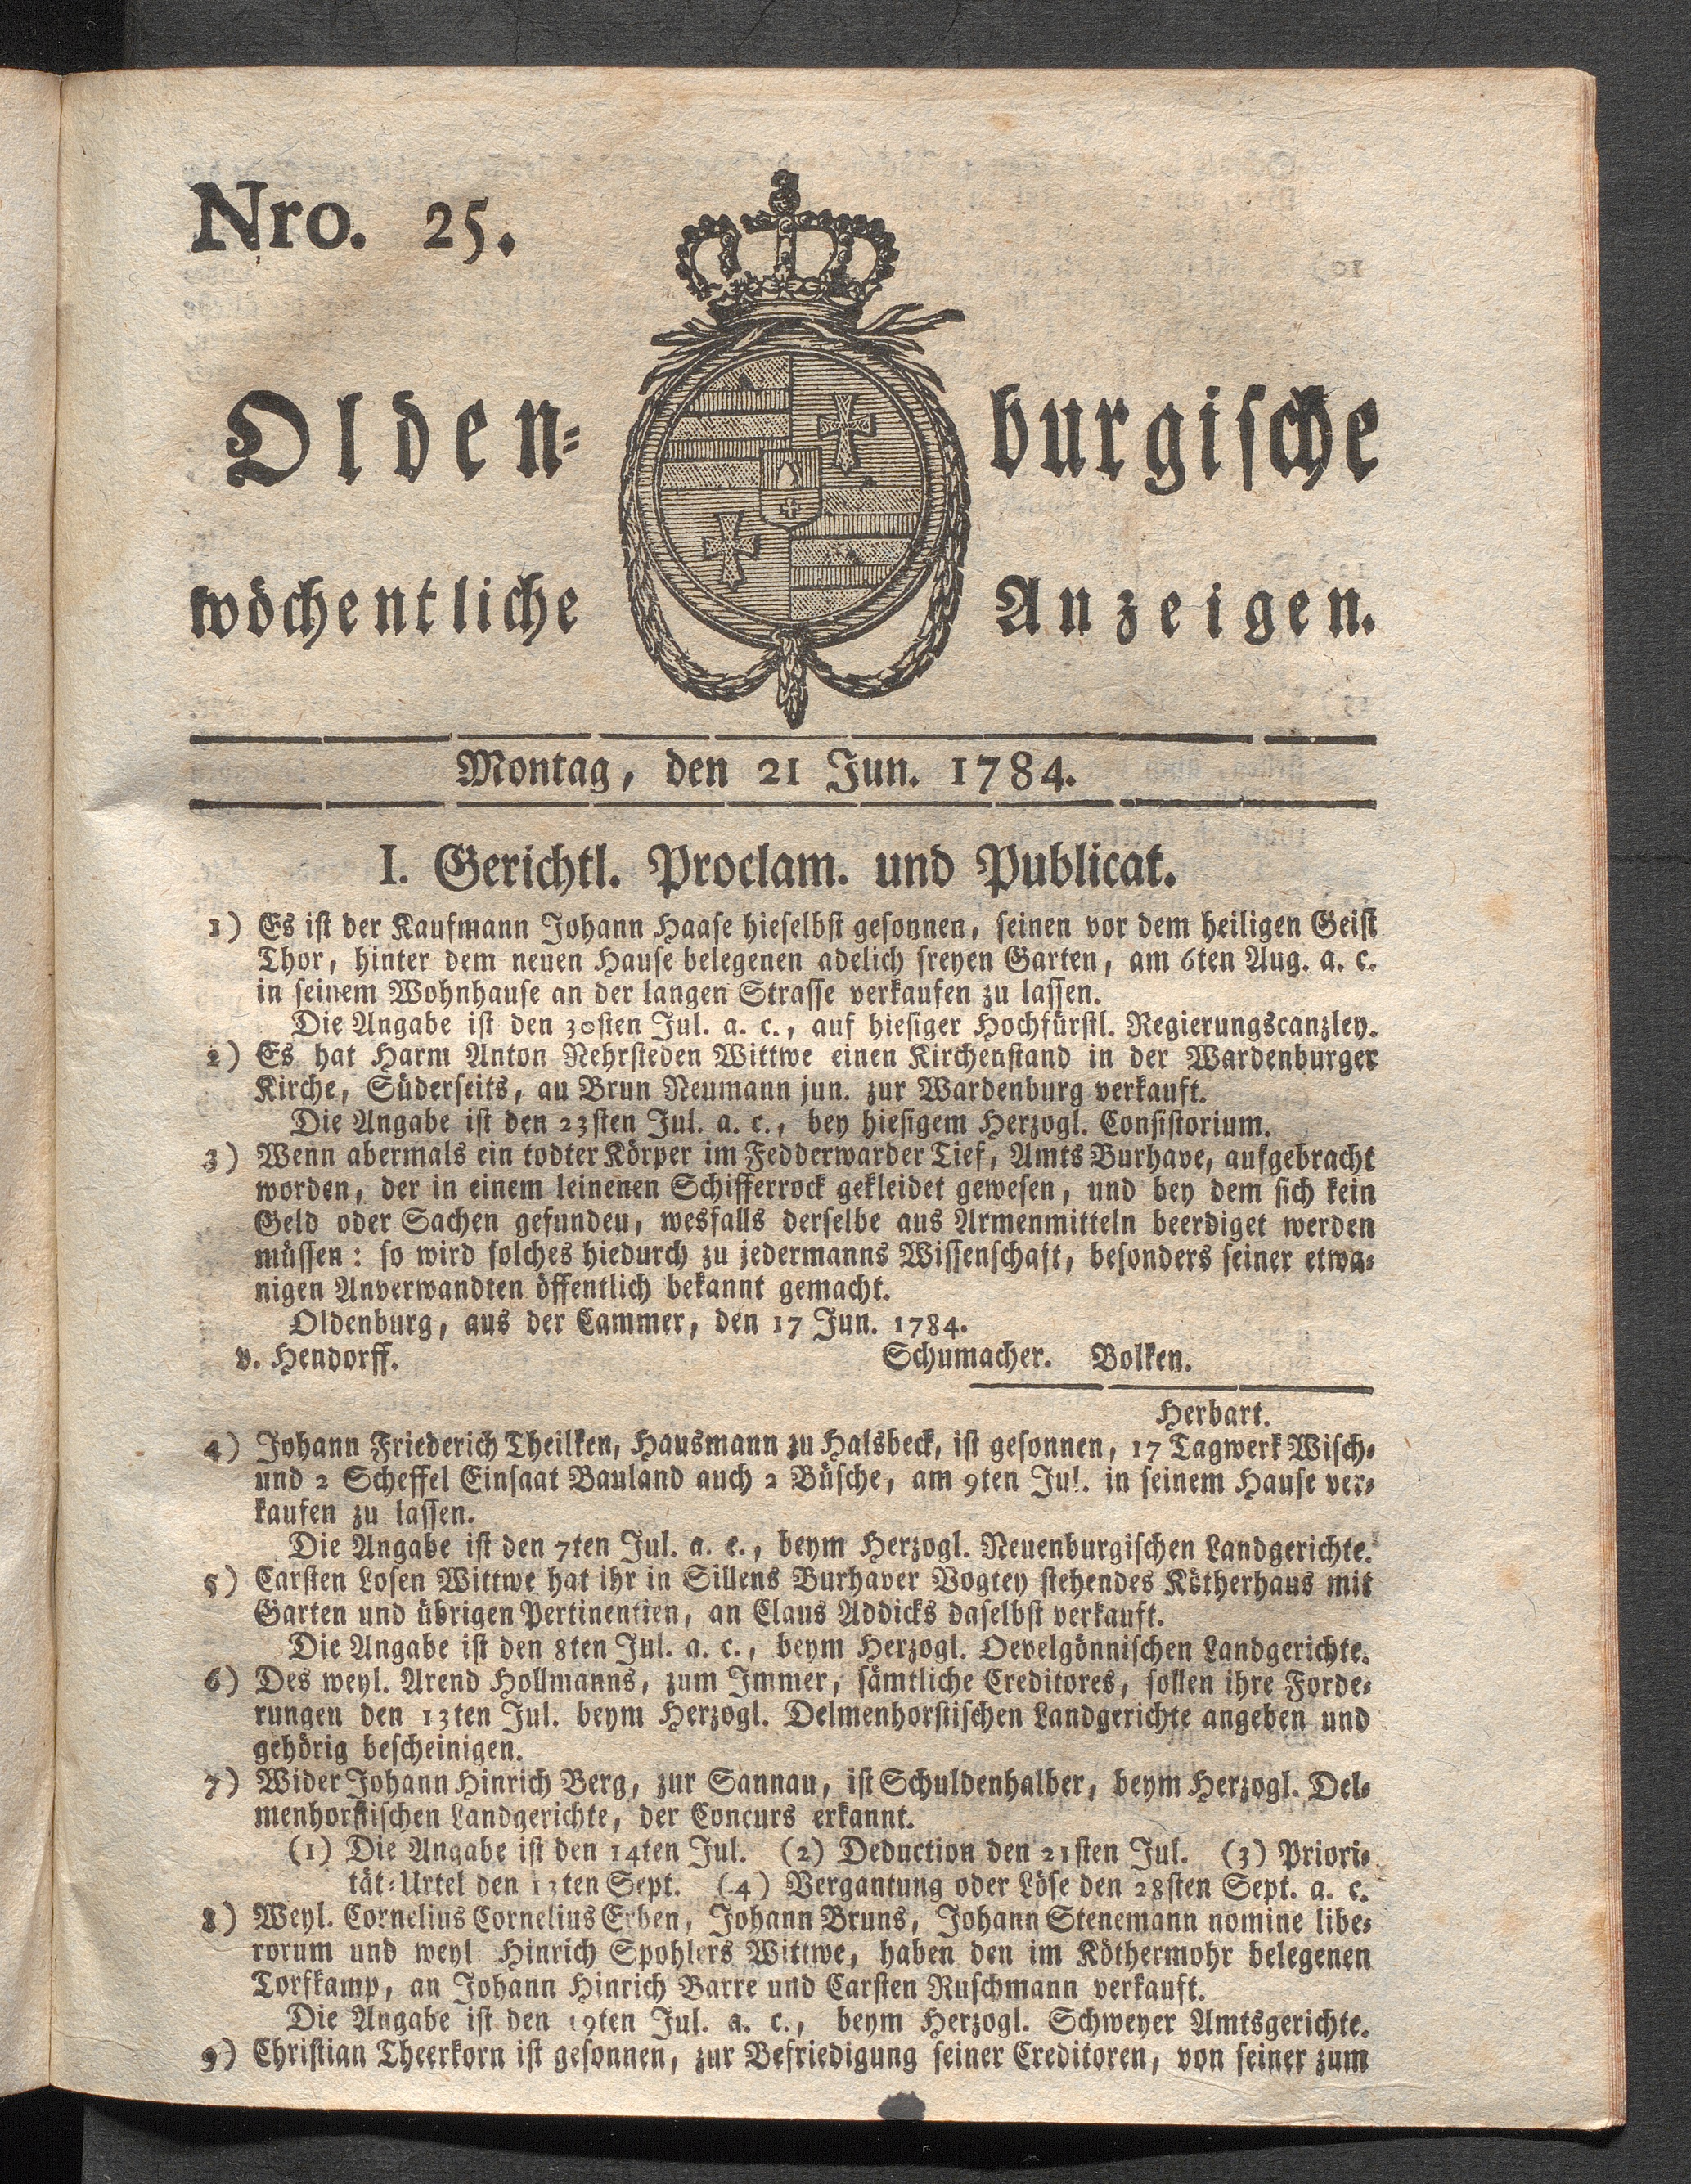 Nro. 25.
Olden-burgische
wöchentliche Anzeigen.
Montag, den 21 Jun. 1784.
I. Gerichtl. Proclam. und Publicat.
1) Es ist der Kaufmann Johann Haase hieselbst gesonnen, seinen vor dem heiligen Geist
Thor, hinter dem neuen Hause belegenen adelich freyen Garten, am 6ten Aug. a. c.
in seinem Wohnhause an der langen Strasse verkaufen zu lassen.
Die Angabe ist den 30sten Jul. a. c., auf hiesiger Hochfürstl. Regierungscanzley.
2) Es hat Harm Anton Nehrsteden Wittwe einen Kirchenstand in der Wardenburger
Kirche, Süderseits, au Brun Neumann jun. zur Wardenburg verkauft.
Die Angabe ist den 23sten Jul. a. c., bey hiesigem Herzogl. Consistorium.
3) Wenn abermals ein todter Körper im Fedderwarder Tief, Amts Burhave, aufgebracht
worden, der in einem leinenen Schifferrock gekleidet gewesen, und bey dem sich kein
Geld oder Sachen gefunden, wesfalls derselbe aus Armenmitteln beerdiget werden
müssen: so wird solches hiedurch zu jedermanns Wissenschaft, besonders seiner etwa-
nigen Anverwandten öffentlich bekannt gemacht.
Oldenburg, aus der Cammer, den 17 Jun. 1784.
v. Hendorff. Schumacher. Bolken.
Herbart.
4) Johann Friederich Theilken, Hausmann zu Halsbeck, ist gesonnen, 17 Tagwerk Wisch-
und 2 Scheffel Einsaat Bauland auch 2 Büsche, am 9ten Jul. in seinem Hause ver-
kaufen zu lassen.
Die Angabe ist den 7ten Jul. a. c., beym Herzogl. Neuenburgischen Landgerichte.
5) Carsten Losen Wittwe hat ihr in Sillens Burhaver Vogtey stehendes Kötherhaus mit
Garten und übrigen Pertinentien, an Claus Addicks daselbst verkauft.
Die Angabe ist den 8ten Jul. a. c., beym Herzogl. Oevelgönnischen Landgerichte.
6) Des weyl. Arend Hollmanns, zum Immer, sämtliche Creditores, sollen ihre Forde-
rungen den 13ten Jul. beym Herzogl. Delmenhorstischen Landgerichte angeben und
gehörig bescheinigen.
7) Wider Johann Hinrich Berg, zur Sannau, ist Schuldenhalber, beym Herzogl. Del-
menhorstischen Landgerichte, der Concurs erkannt.
(1) Die Angabe ist den 14ten Jul. (2) Deduction den 21sten Jul. (3) Priori-
tät-Urtel den 13ten Sept. (4) Vergantung oder Löse den 28sten Sept. a. c.
8) Weyl. Cornelius Cornelius Erben, Johann Bruns, Johann Stenemann nomine libe-
rorum und weyl Hinrich Spohlers Wittwe, haben den im Köthermohr belegenen
Torfkamp, an Johann Hinrich Barre und Carsten Ruschmann verkauft.
Die Angabe ist den 19ten Jul. a. c., beym Herzogl. Schweyer Amtsgerichte.
9) Christian Theerkorn ist gesonnen, zur Befriedigung seiner Creditoren, von seiner zum